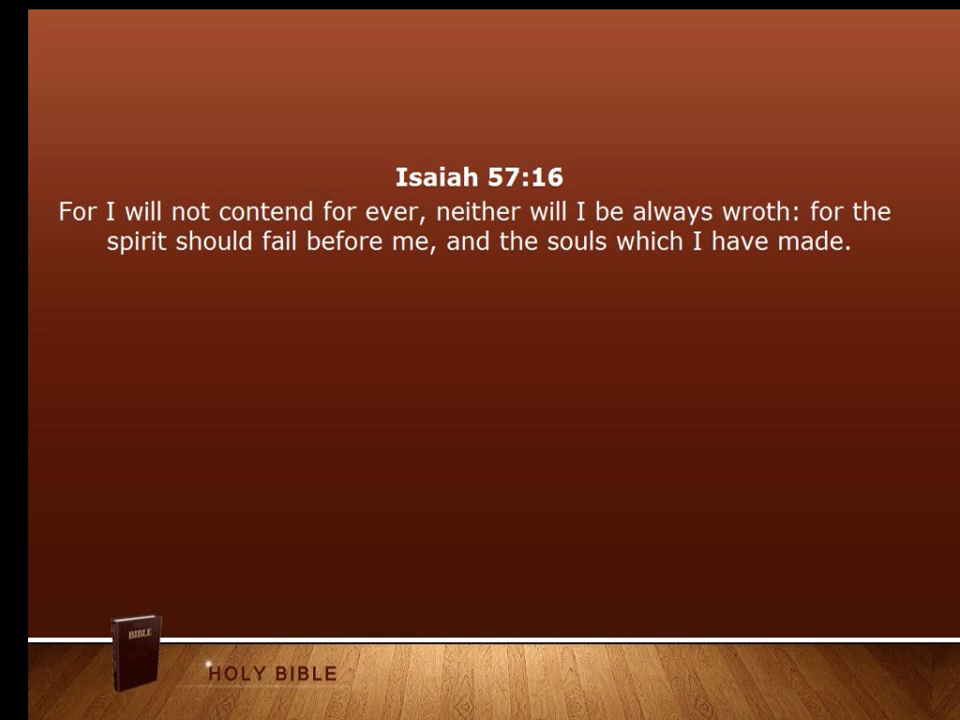 Isaiah 57:16
For I will not contend for ever, neither will I be always wroth: for the
spirit should fail before me, and the souls which I have made.
BIBLE
HOLY BIBLE